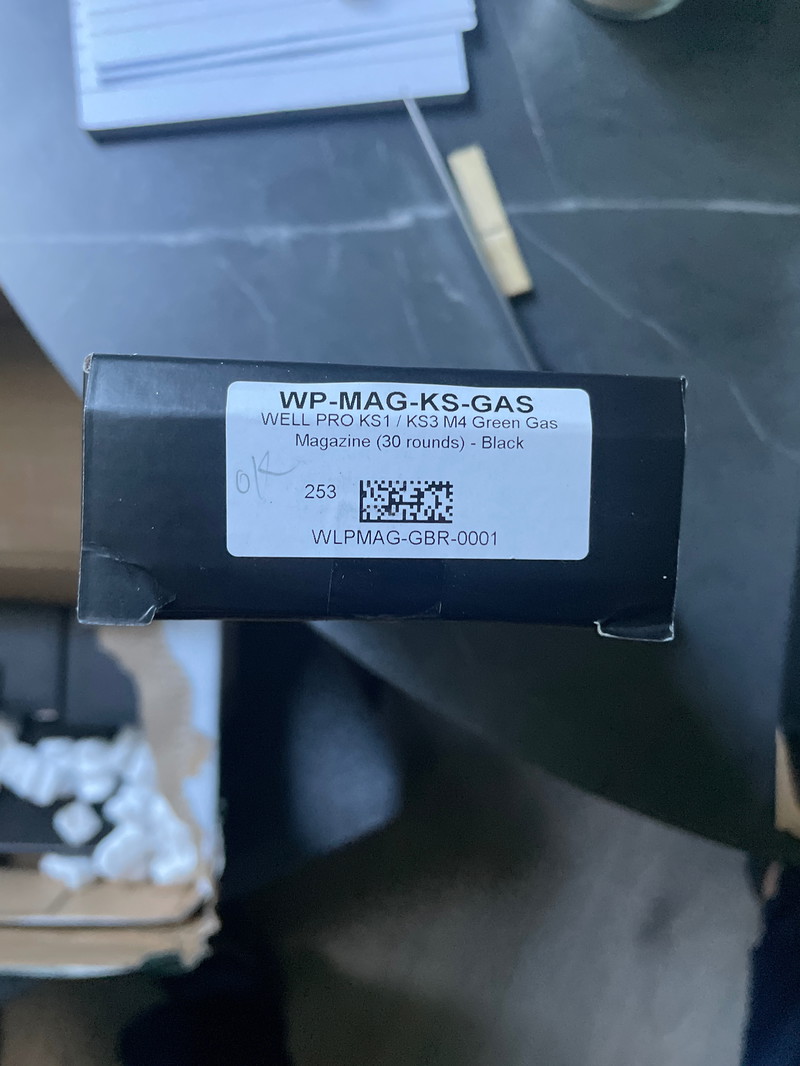 WP-MAG-KS-GAS
WELL PRO KS1 / KS3 M4 Green Gas
Magazine (30 rounds) - Black
OK
253
WLPMAG-GBR-0001